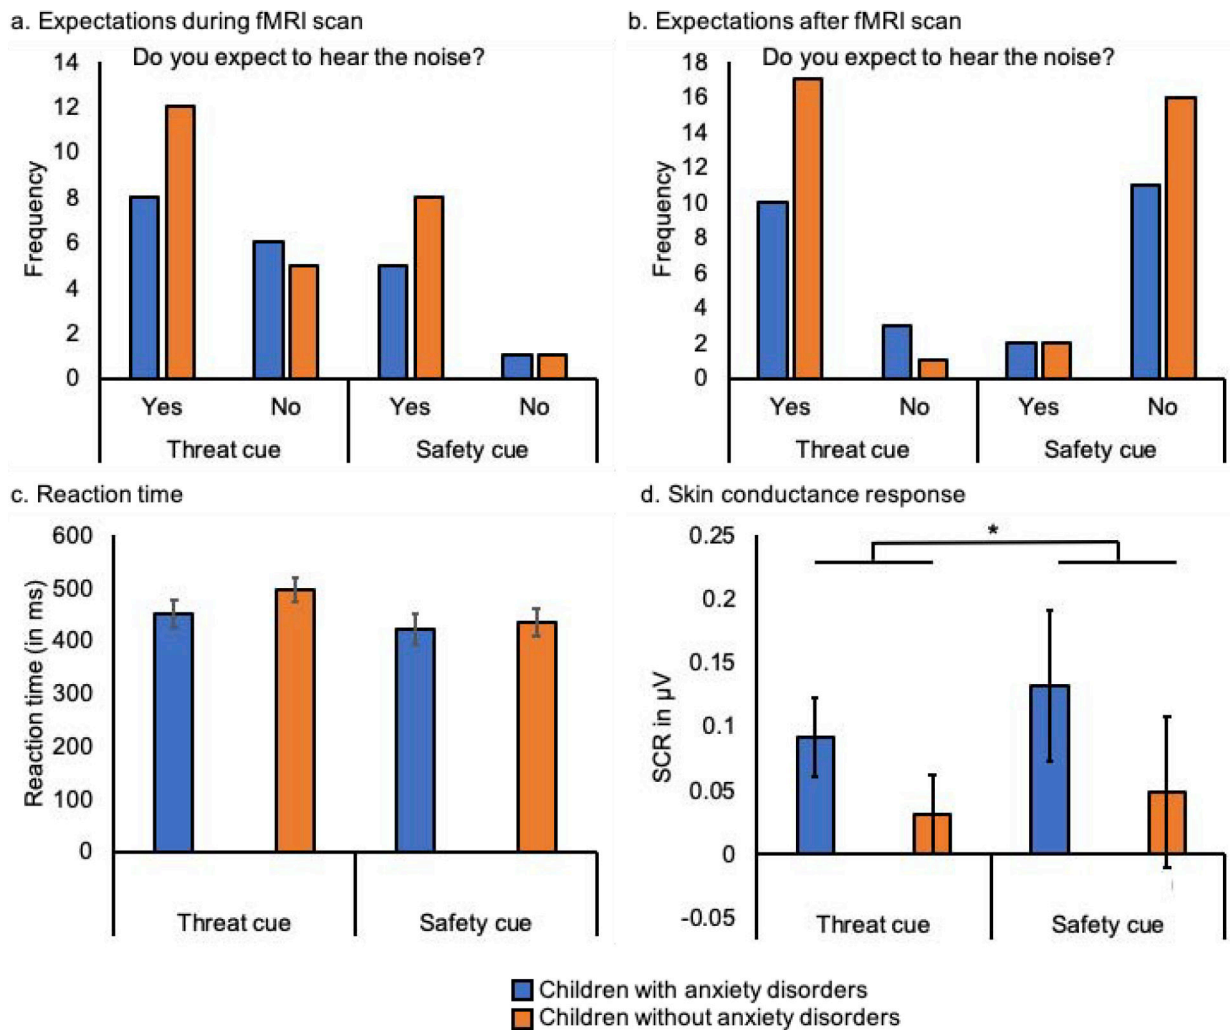 a. Expectations during fMRI scan
Do you expect to hear the noise?
Frequency
14
12
10
8
6
4
2
0
Yes
No
Yes
No
Threat cue
Safety cue
b. Expectations after fMRI scan
Do you expect to hear the noise?
Frequency
18
16
14
12
10
8
6
4
2
0
Yes
No
Yes
No
Threat cue
Safety cue
c. Reaction time
Reaction time (in ms)
600
500
400
300
200
100
0
Threat cue
Safety cue
d. Skin conductance response
SCR in µV
0.25
0.2
0.15
0.1
0.05
0
-0.05
*
Threat cue
Safety cue
Children with anxiety disorders
Children without anxiety disorders